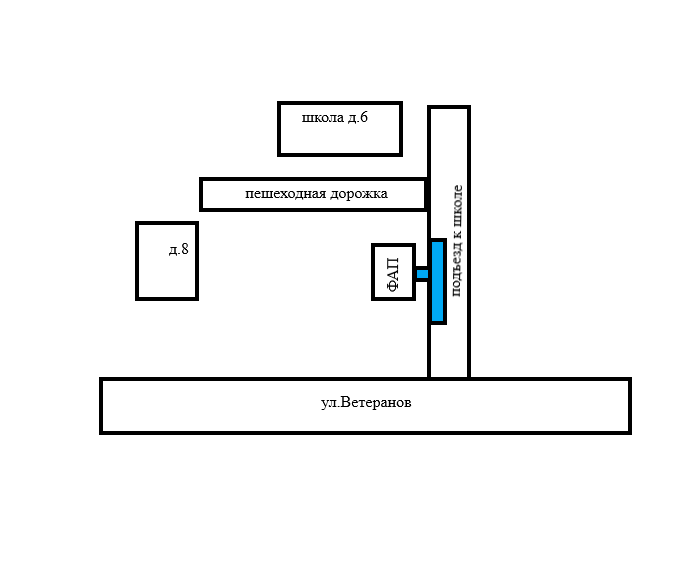 школа д.6
пешеходная дорожка
подъезд к школе
д.8
ФАП
ул.Ветеранов